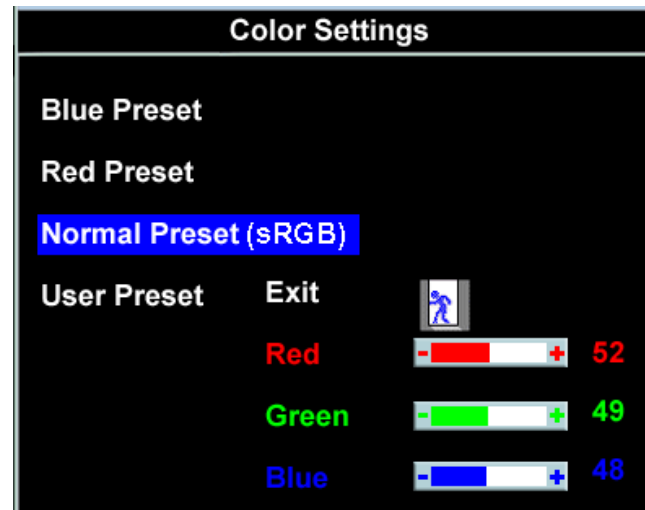 Color Settings
Blue Preset
Red Preset
Normal Preset (sRGB)
User Preset Exit
Red - + 52
Green - + 49
Blue - + 48